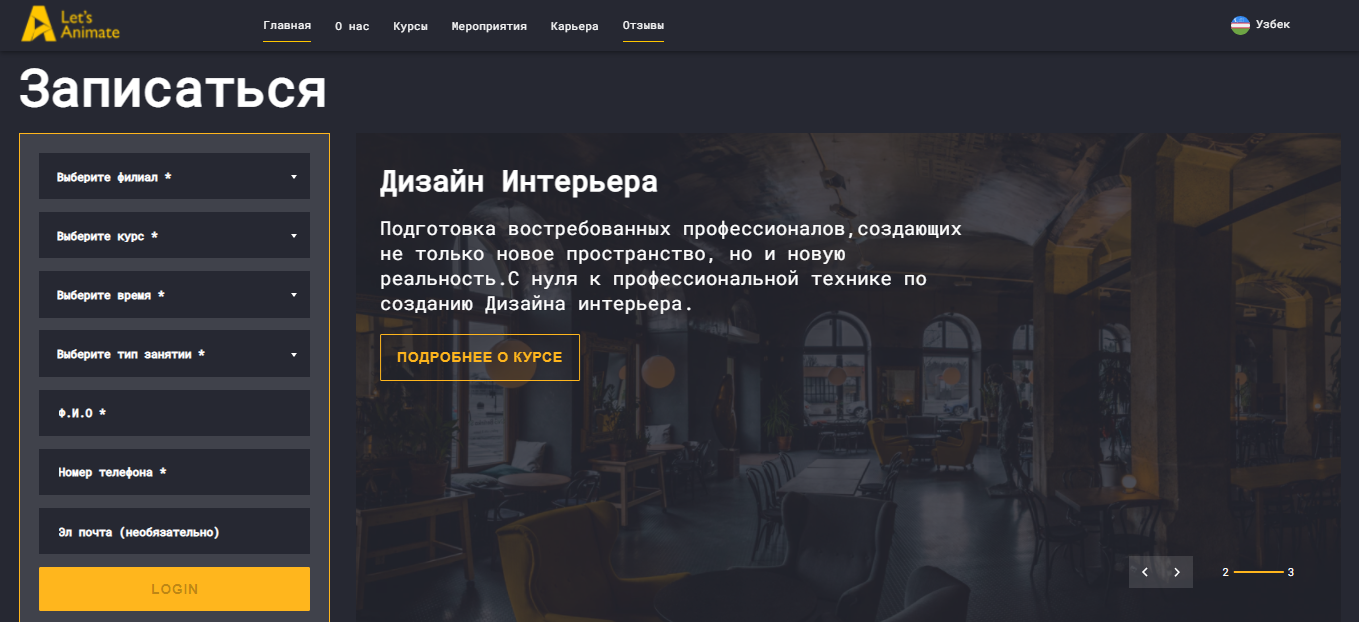 Let's
Animate
Главная
О нас
Курсы
Мероприятия
Карьера
Отзывы
Узбек
Записаться
Выберите филиал *
Выберите курс *
Выберите время *
Выберите тип занятии *
Ф.И.О *
Номер телефона *
Эл почта (необязательно)
LOGIN
Дизайн Интерьера
Подготовка востребованных профессионалов,создающих
не только новое пространство, но и новую
реальность.С нуля к профессиональной технике по
созданию Дизайна интерьера.
ПОДРОБНЕЕ О КУРСЕ
2
3